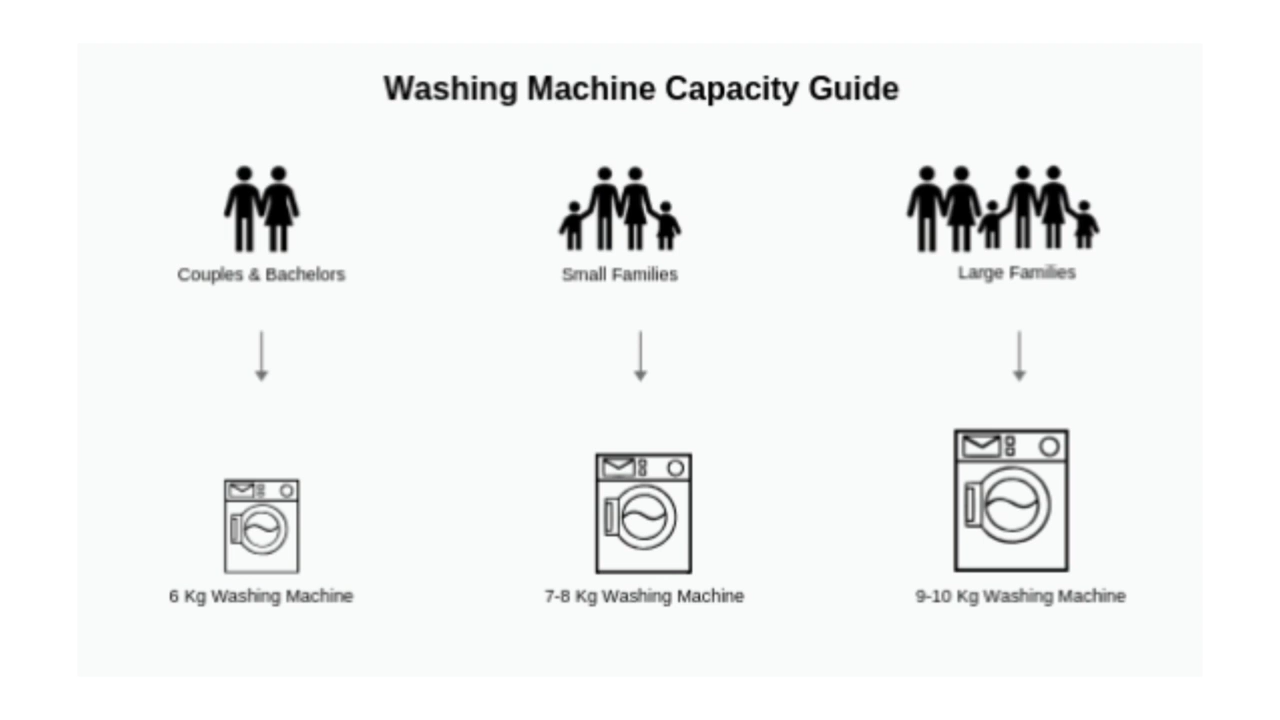 Washing Machine Capacity Guide
Couples & Bachelors
Small Families
Large Families
6 Kg Washing Machine
7-8 Kg Washing Machine
9-10 Kg Washing Machine